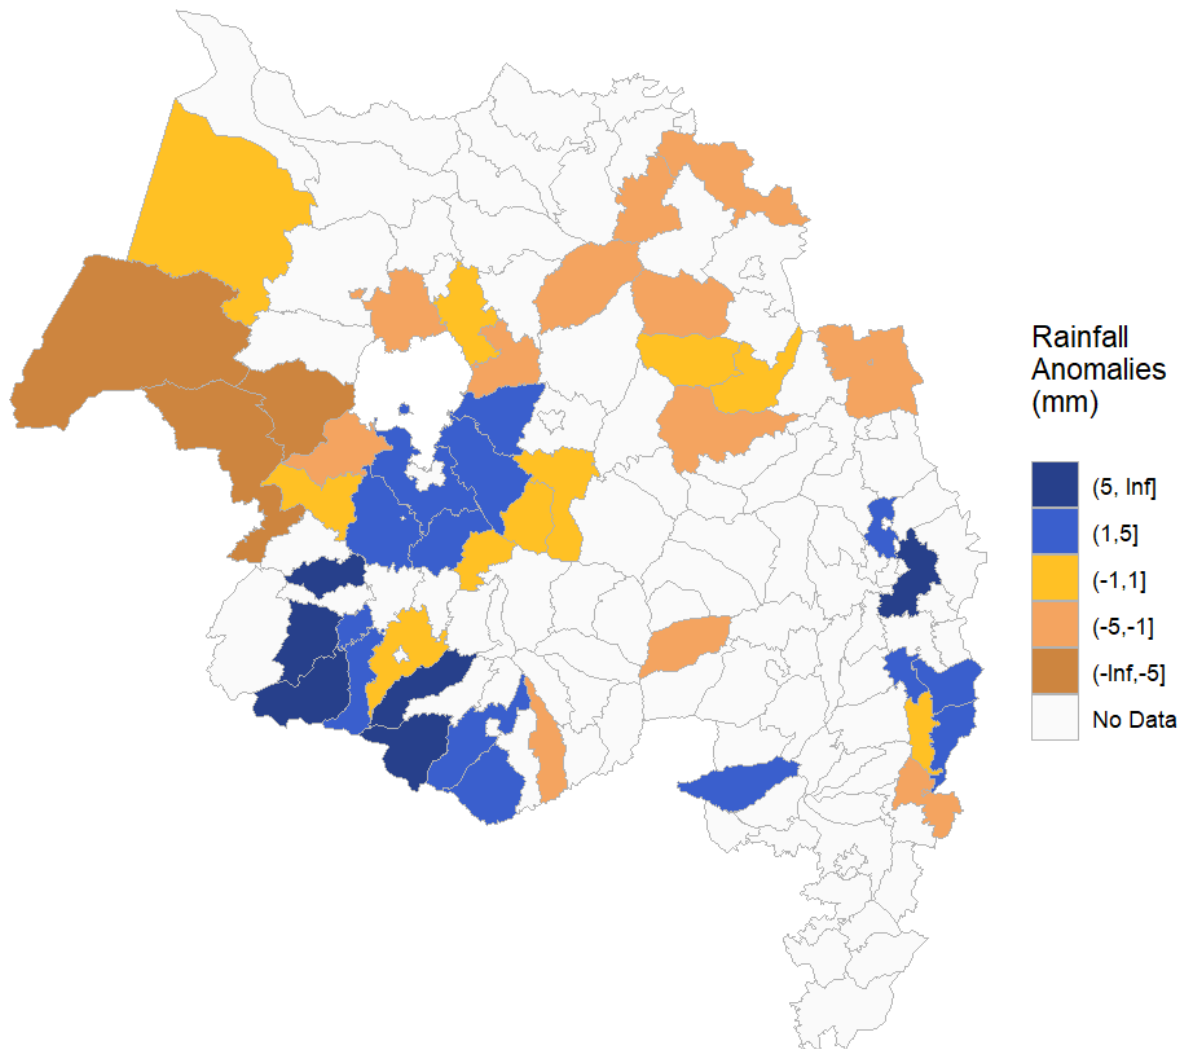 Rainfall
Anomalies
(mm)
(5, Inf]
(1.5]
(-1,1]
(-5,-1]
(-Inf,-5]
No Data